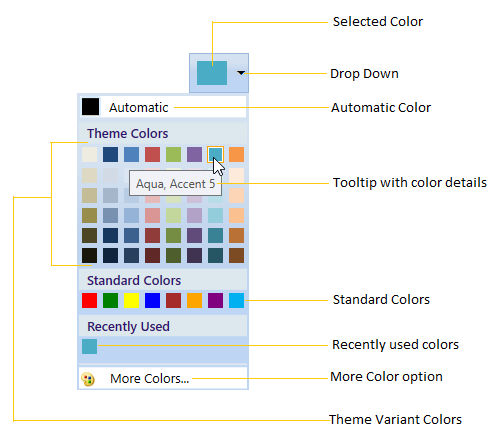 Selected Color
Drop Down
Automatic
Automatic Color
Theme Colors
Aqua, Accent 5
Tooltip with color details
Standard Colors
Standard Colors
Recently Used
Recently used colors
More Colors...
More Color option
Theme Variant Colors